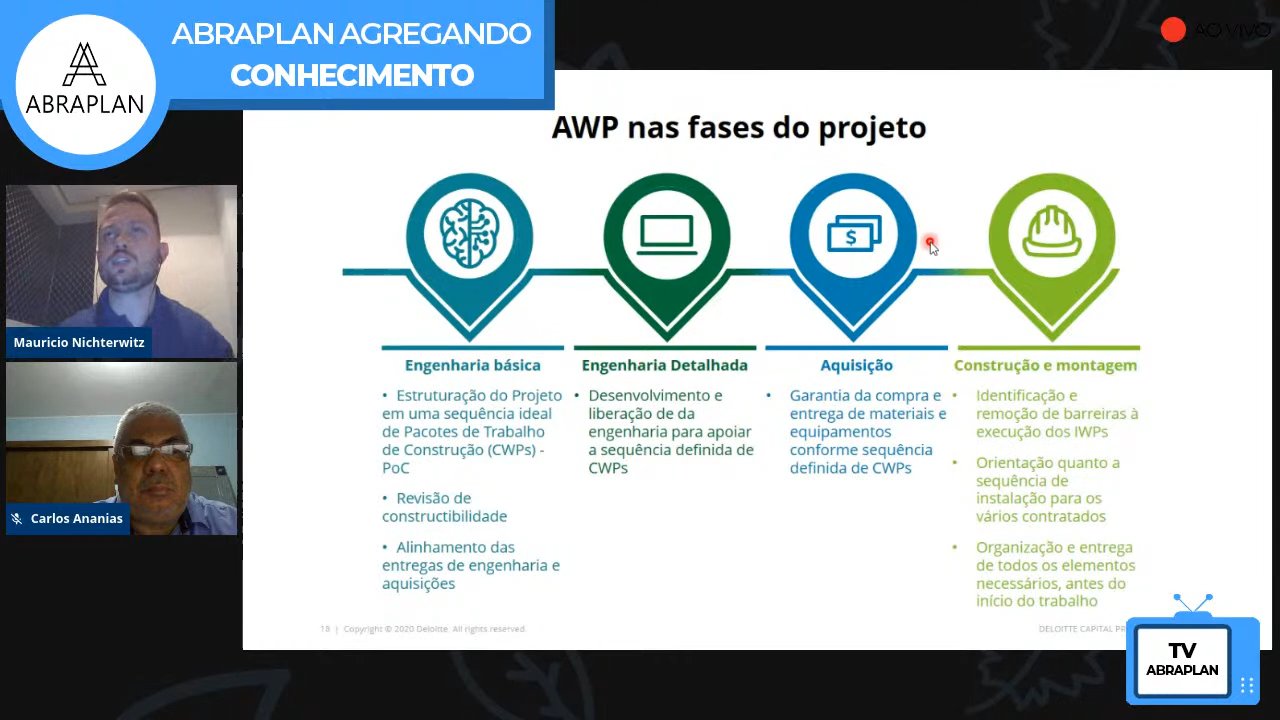 ABRAPLAN AGREGANDO
CONHECIMENTO
ABRAPLAN
AO VIVO
AWP nas fases do projeto
$
Mauricio Nichterwitz
Carlos Ananias
Engenharia básica
• Estruturação do Projeto
em uma sequência ideal
de Pacotes de Trabalho
de Construção (CWPs) -
PoC
• Revisão de
constructibilidade
• Alinhamento das
entregas de engenharia e
aquisições
Engenharia Detalhada
• Desenvolvimento e
liberação de da
engenharia para apoiar
a sequência definida de
CWPs
Aquisição
• Garantia da compra e
entrega de materiais e
equipamentos
conforme sequência
definida de CWPs
Construção e montagem
• Identificação e
remoção de barreiras à
execução dos IWPs
• Orientação quanto a
sequência de
instalação para os
vários contratados
• Organização e entrega
de todos os elementos
necessários, antes do
início do trabalho
18 | Copyright © 2020 Deloitte. All rights reserved.
DELOITTE CAPITAL
TV
ABRAPLAN